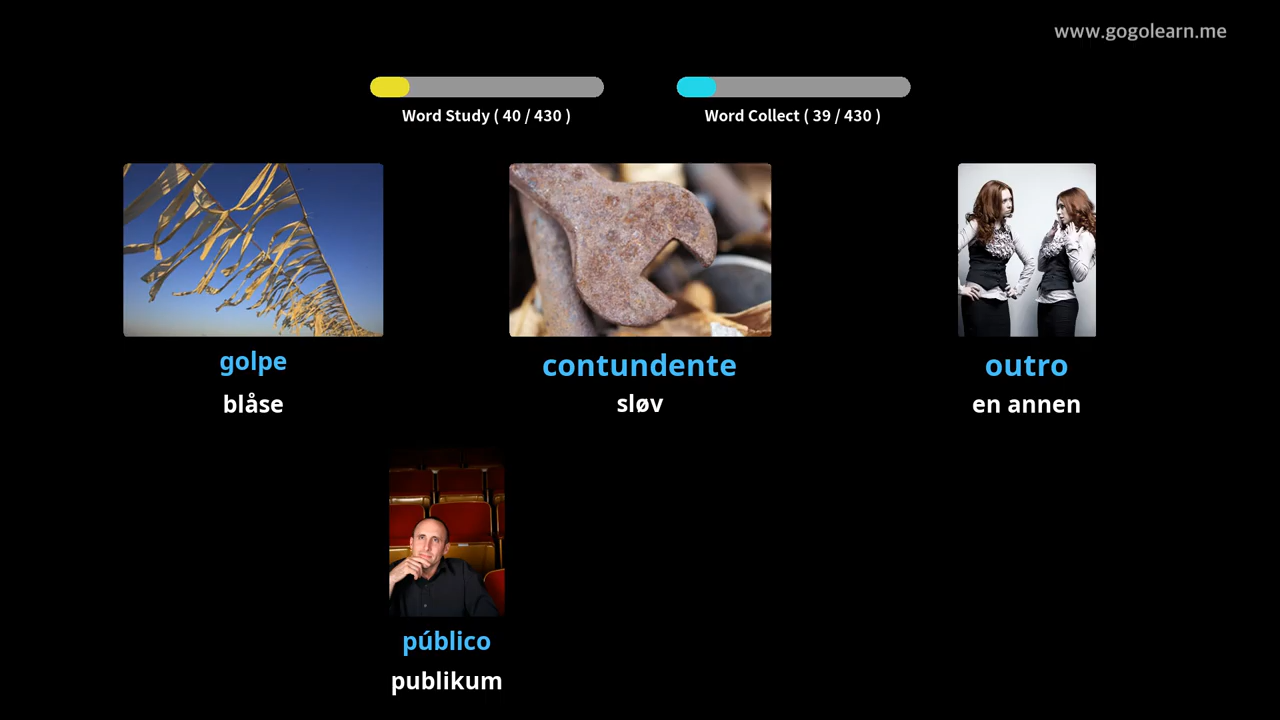 www.gogolearn.me
Word Study ( 40 / 430 )
Word Collect ( 39 / 430 )
golpe
blåse
contundente
sløv
outro
en annen
público
publikum